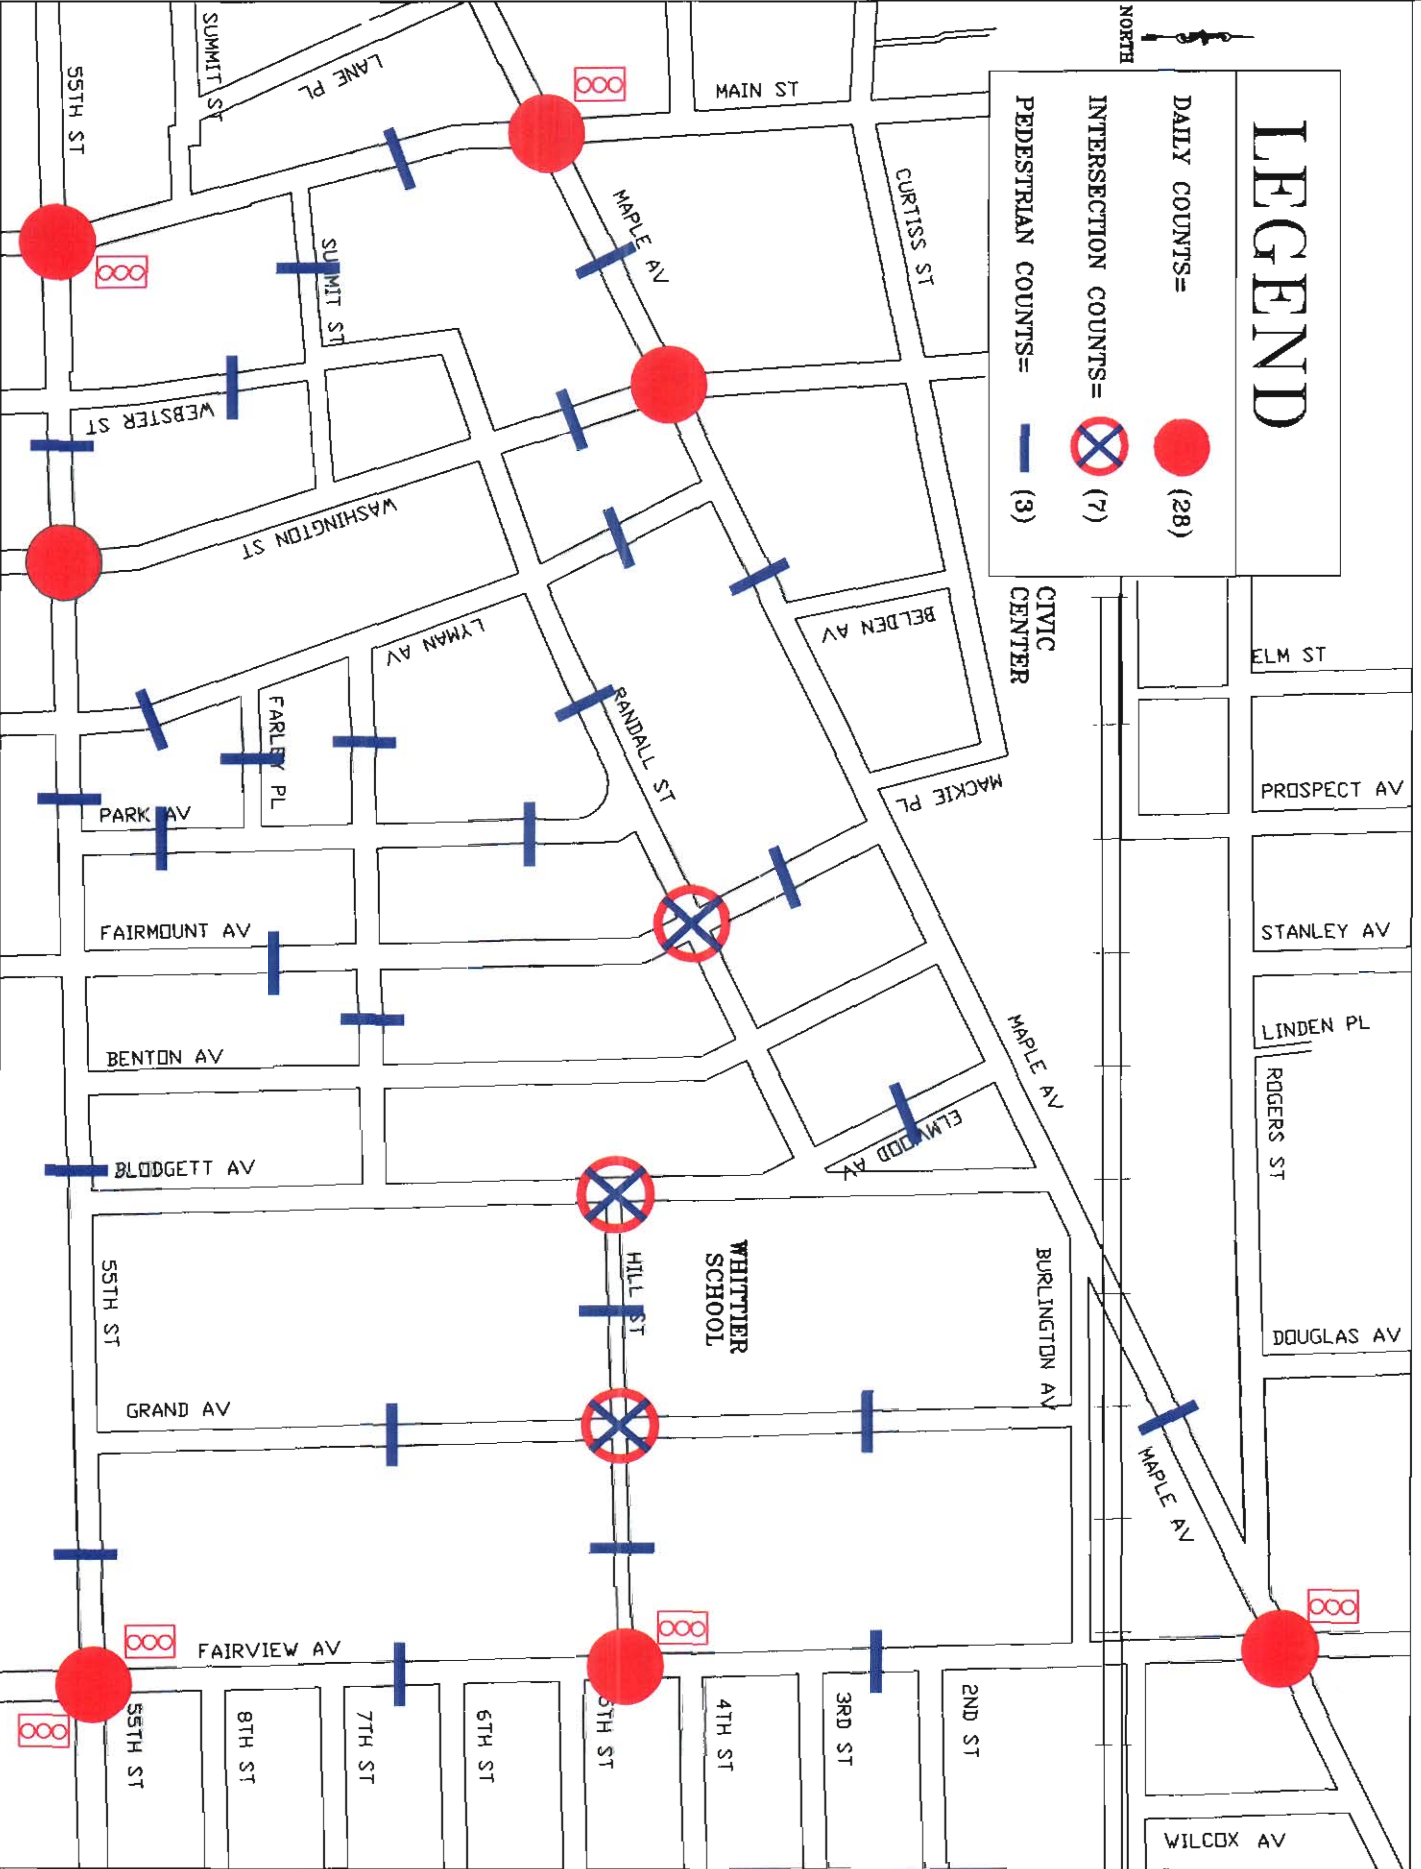 NORTH
LEGEND
DAILY COUNTS= (28)
INTERSECTION COUNTS= (7)
PEDESTRIAN COUNTS= (3)
ELM ST
PROSPECT AV
STANLEY AV
LINDEN PL
ROGERS ST
DOUGLAS AV
CIVIC
CENTER
MAIN ST
CURTISS ST
SUMMIT ST
LANE PL
55TH ST
MAPLE AV
SUMMIT ST
WEBSTER ST
WASHINGTON ST
BELDEN AV
LYMAN AV
MACKIE PL
RANDALL ST
FARLEY PL
PARK AV
FAIRMOUNT AV
BENTON AV
MAPLE AV
ELMWOOD AV
BLODGETT AV
WHITTIER
SCHOOL
HILL ST
BURLINGTON AV
55TH ST
GRAND AV
MAPLE AV
FAIRVIEW AV
2ND ST
3RD ST
4TH ST
5TH ST
6TH ST
7TH ST
8TH ST
55TH ST
WILCOX AV